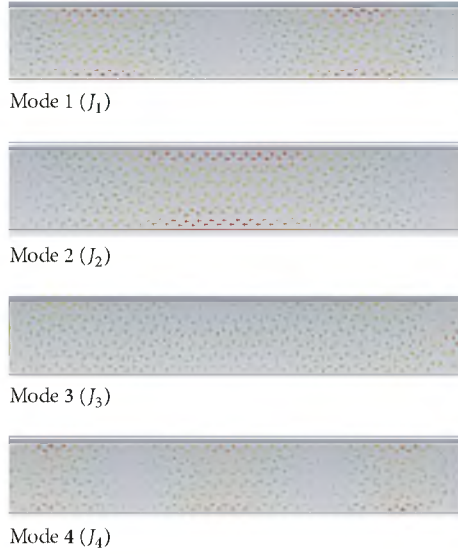 Mode 1 (J₁)
Mode 2 (J₂)
Mode 3 (J₃)
Mode 4 (J₄)